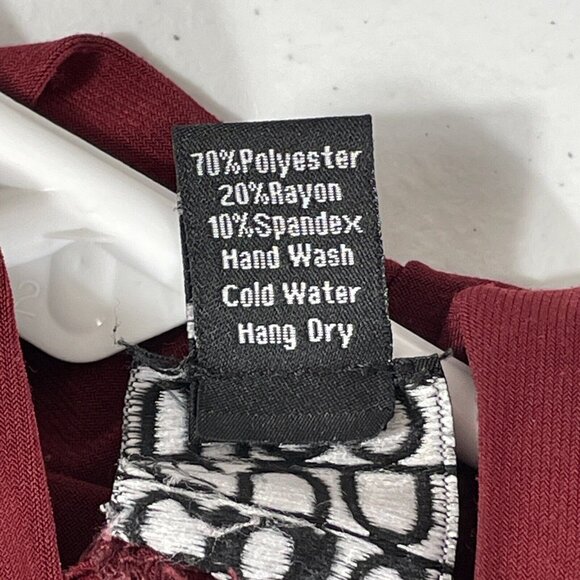 70%Polyester
20%Rayon
10%Spandex
Hand Wash
Cold Water
Hang Dry